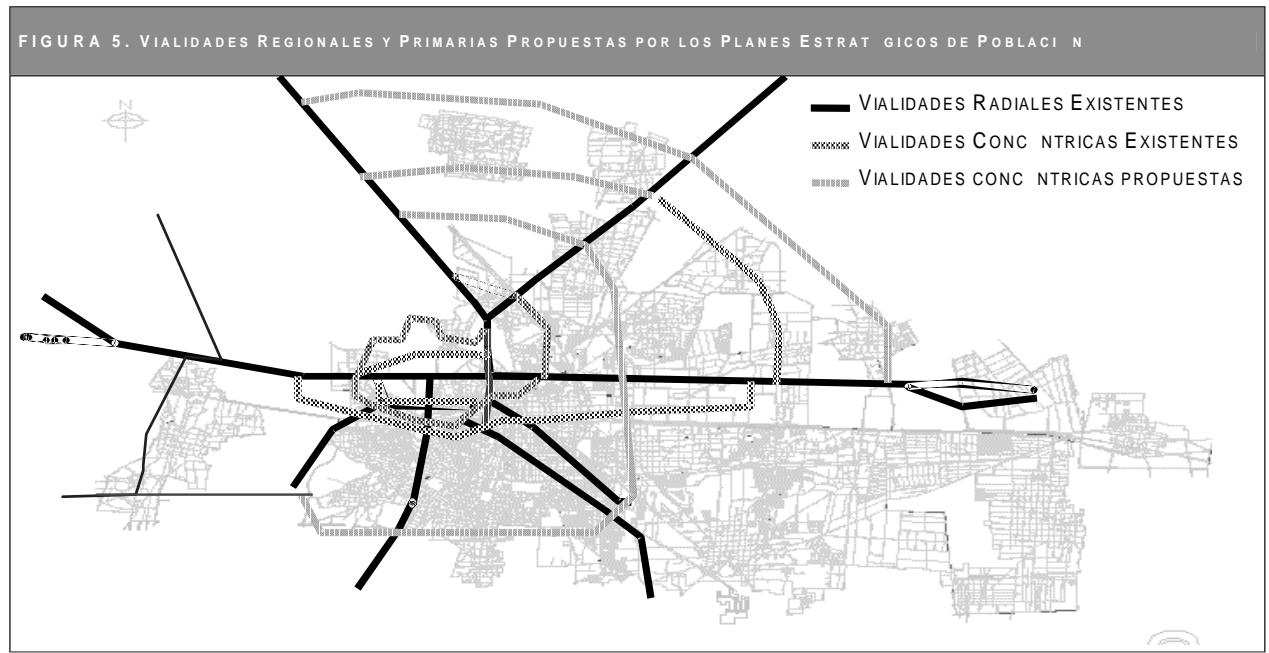 FIGURA 5. VIALIDADES REGIONALES Y PRIMARIAS PROPUESTAS POR LOS PLANES ESTRAT GICOS DE POBLACI N
N
VIALIDADES RADIALES EXISTENTES
VIALIDADES CONC NTRICAS EXISTENTES
VIALIDADES CONC NTRICAS PROPUESTAS